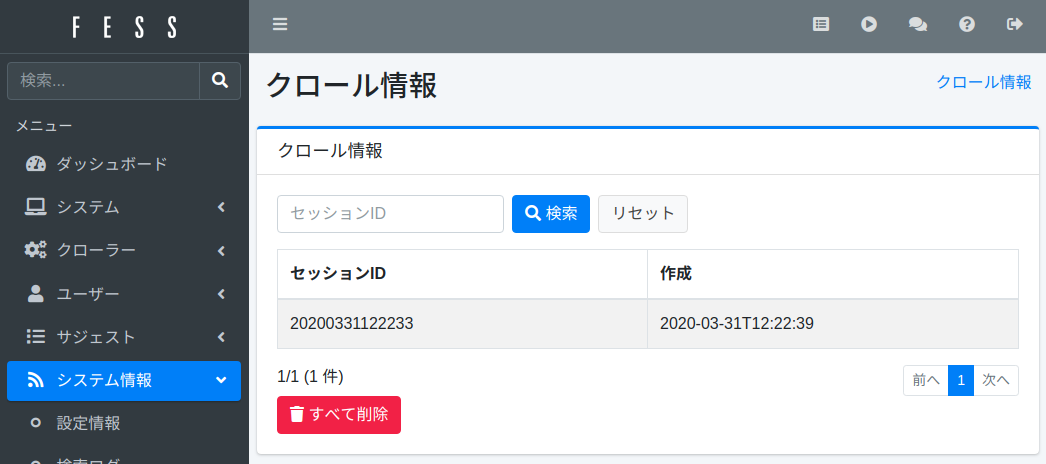 FESS
検索...
メニュー
ダッシュボード
システム
クローラー
ユーザー
サジェスト
システム情報
設定情報
検索ログ
クロール情報
クロール情報
クロール情報
セッションID
検索
リセット
セッションID 作成
20200331122233 2020-03-31T12:22:39
1/1 (1 件)
前へ 1 次へ
すべて削除